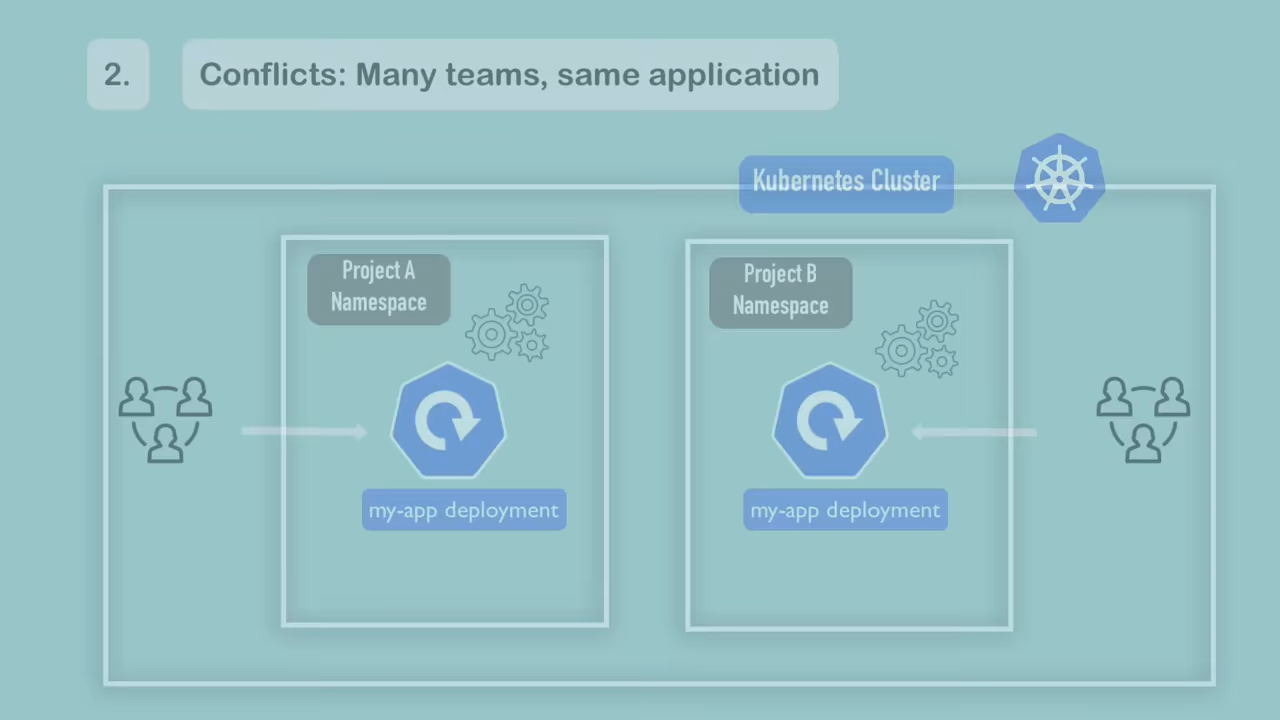 2.
Conflicts: Many teams, same application
Kubernetes Cluster
Project A
Namespace
Project B
Namespace
my-app deployment
my-app deployment